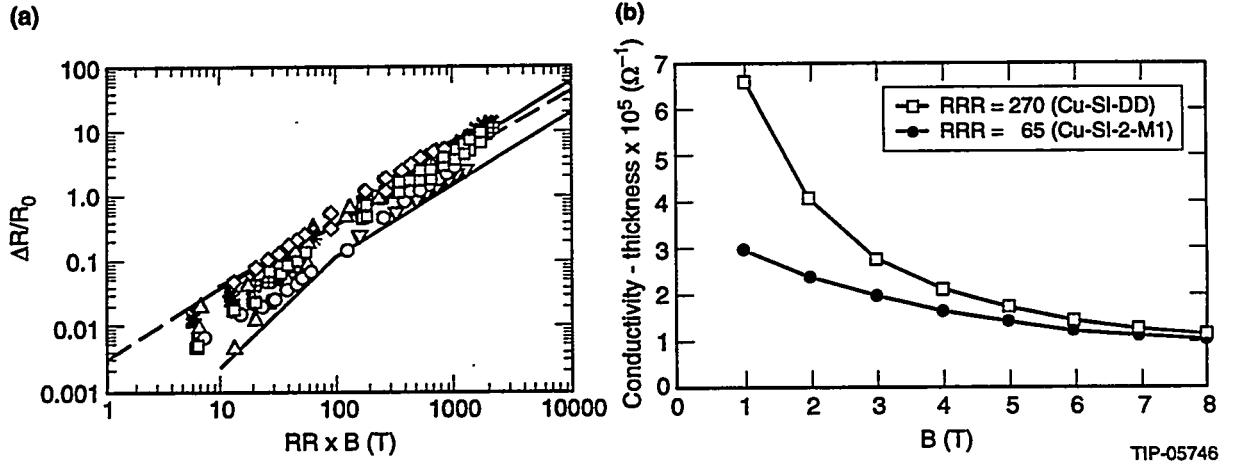 (a)
100
10
1.0
0.1
0.01
0.001
ΔR/R₀
1 10 100 1000 10000
RR x B (T)
(b)
7
6
5
4
3
2
1
0
Conductivity - thickness x 10⁵ (Ω⁻¹)
RRR = 270 (Cu-SI-DD)
RRR = 65 (Cu-SI-2-M1)
0 1 2 3 4 5 6 7 8
B (T)
TIP-05746